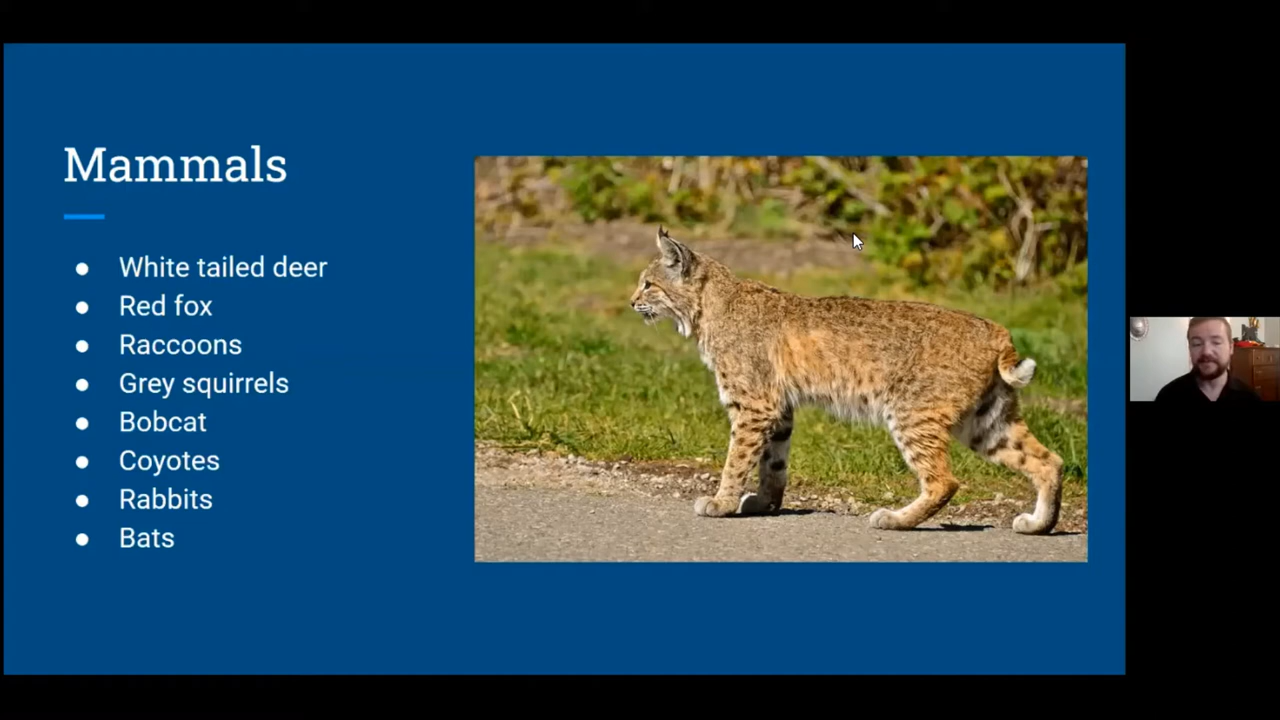 Mammals
White tailed deer
Red fox
Raccoons
Grey squirrels
Bobcat
Coyotes
Rabbits
Bats